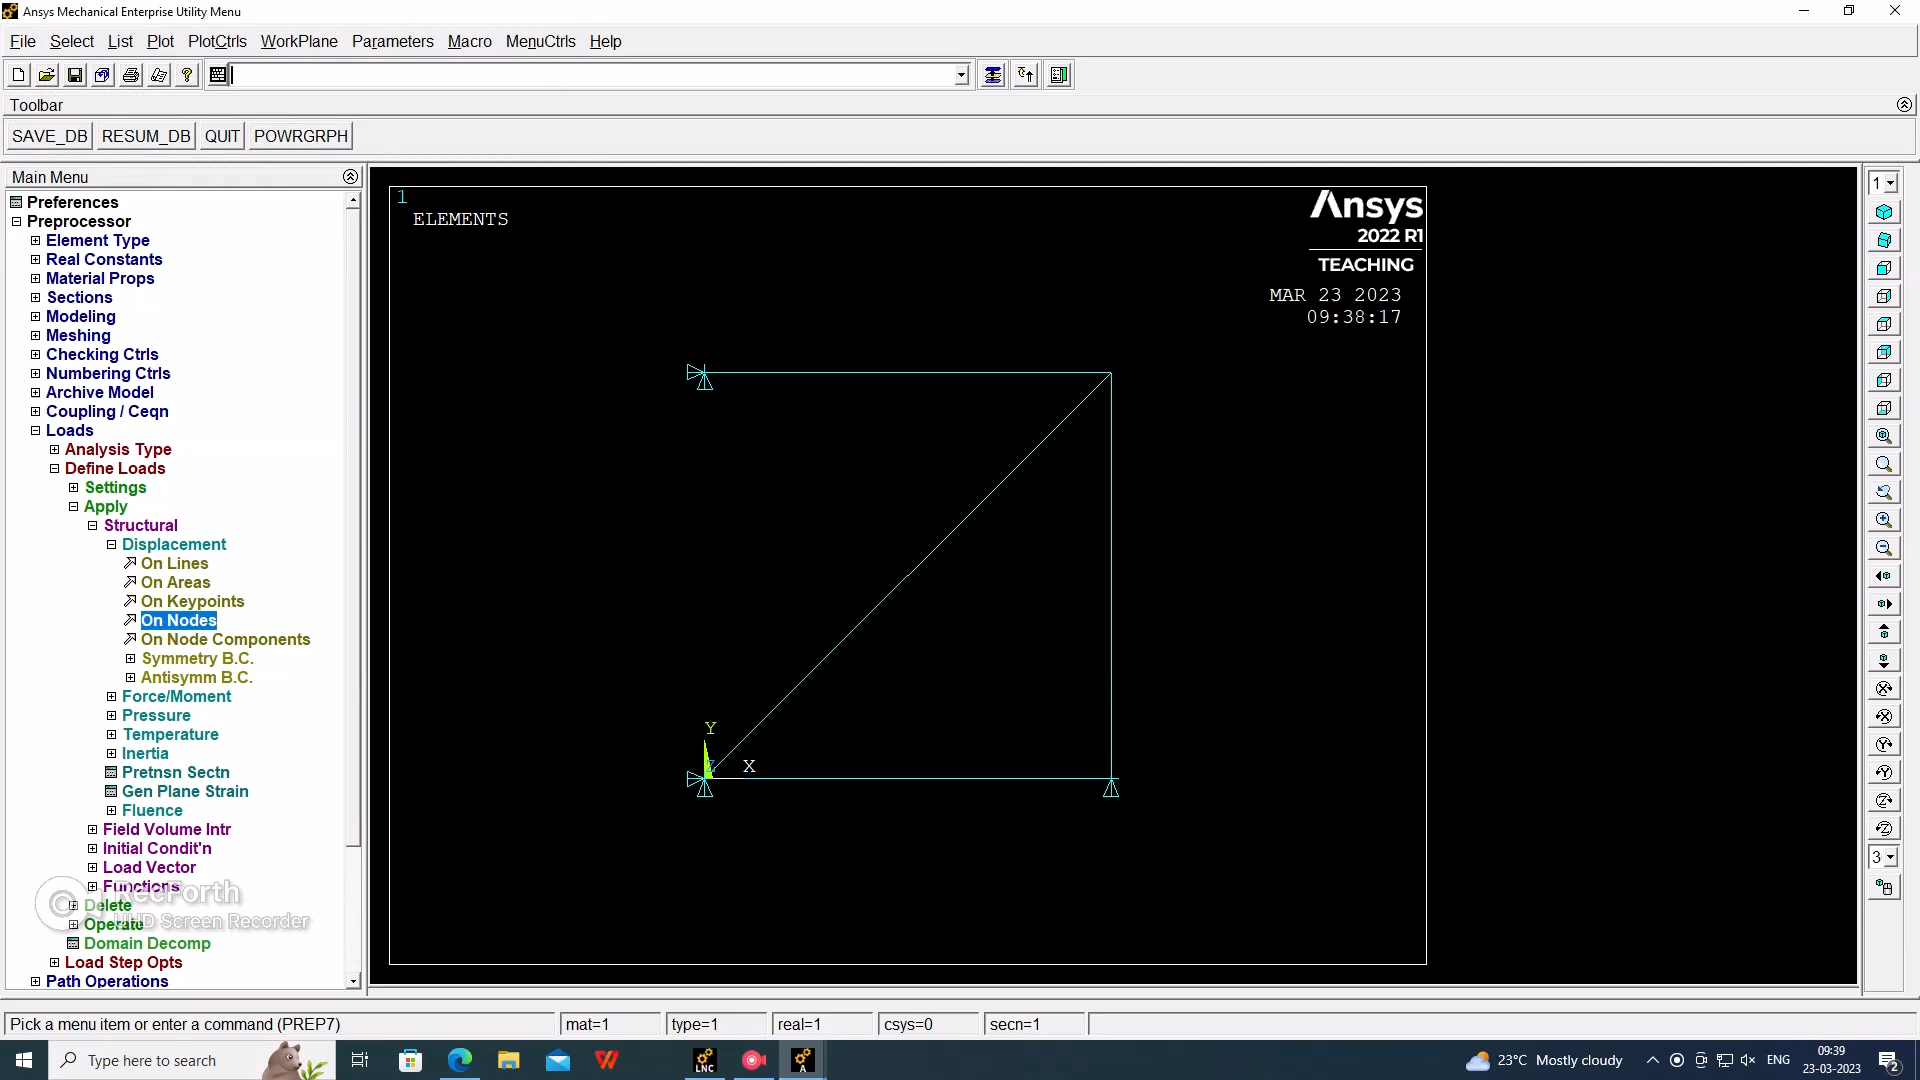 Ansys Mechanical Enterprise Utility Menu
File Select List Plot PlotCtrls WorkPlane Parameters Macro MenuCtrls Help
Toolbar
SAVE_DB RESUM_DB QUIT POWRGRPH
Main Menu
Preferences
Preprocessor
Element Type
Real Constants
Material Props
Sections
Modeling
Meshing
Checking Ctrls
Numbering Ctrls
Archive Model
Coupling / Ceqn
Loads
Analysis Type
Define Loads
Settings
Apply
Structural
Displacement
On Lines
On Areas
On Keypoints
On Nodes
On Node Components
Symmetry B.C.
Antisymm B.C.
Force/Moment
Pressure
Temperature
Inertia
Pretnsn Sectn
Gen Plane Strain
Fluence
Field Volume Intr
Initial Condit'n
Load Vector
Functions
Delete
Operate
Domain Decomp
Load Step Opts
Path Operations
RecForth
UHD Screen Recorder
1
ELEMENTS
Ansys
2022 R1
TEACHING
MAR 23 2023
09:38:17
Y
Z
X
1
3
Pick a menu item or enter a command (PREP7) mat=1 type=1 real=1 csys=0 secn=1
Type here to search
LNC
A
23°C Mostly cloudy
ENG
09:39
23-03-2023
2